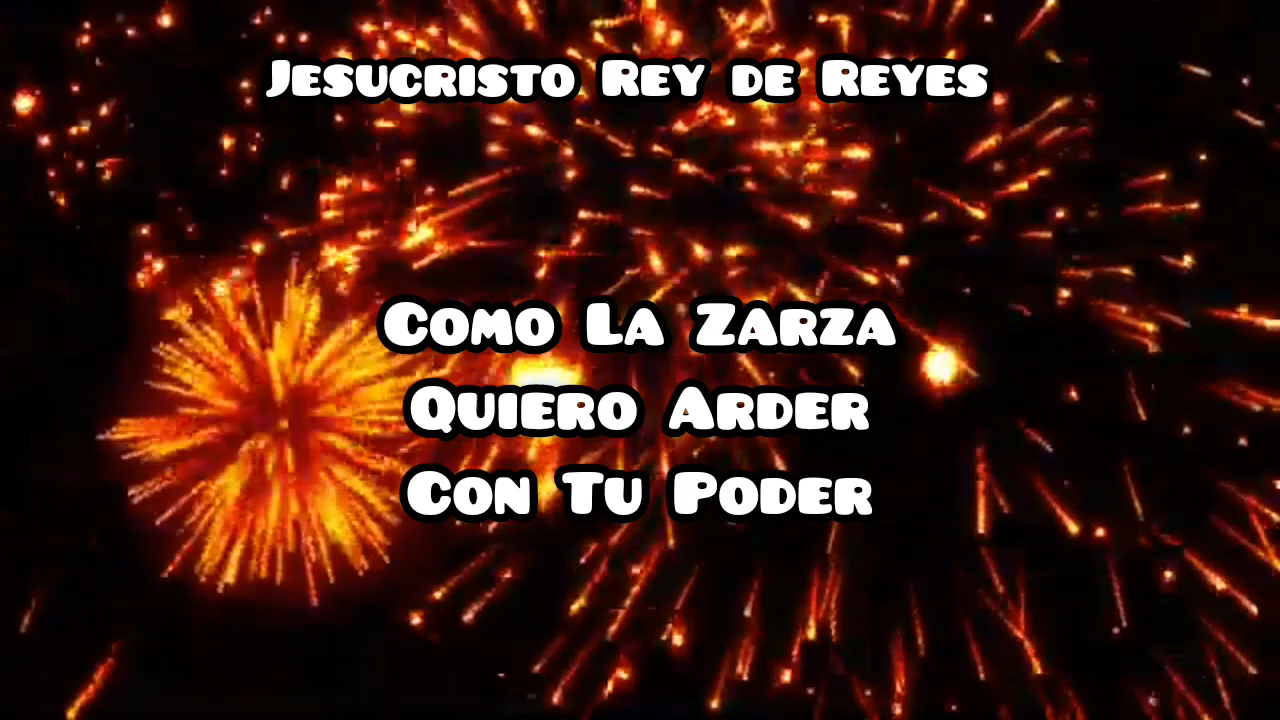 Jesucristo Rey de Reyes
Como La Zarza
Quiero Arder
Con Tu Poder